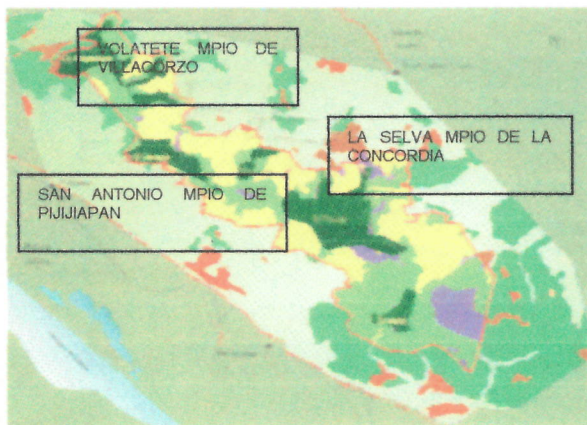 VOLATETE MPIO DE
VILLACORZO
LA SELVA MPIO DE LA
CONCORDIA
SAN ANTONIO MPIO DE
PIJIJIAPAN